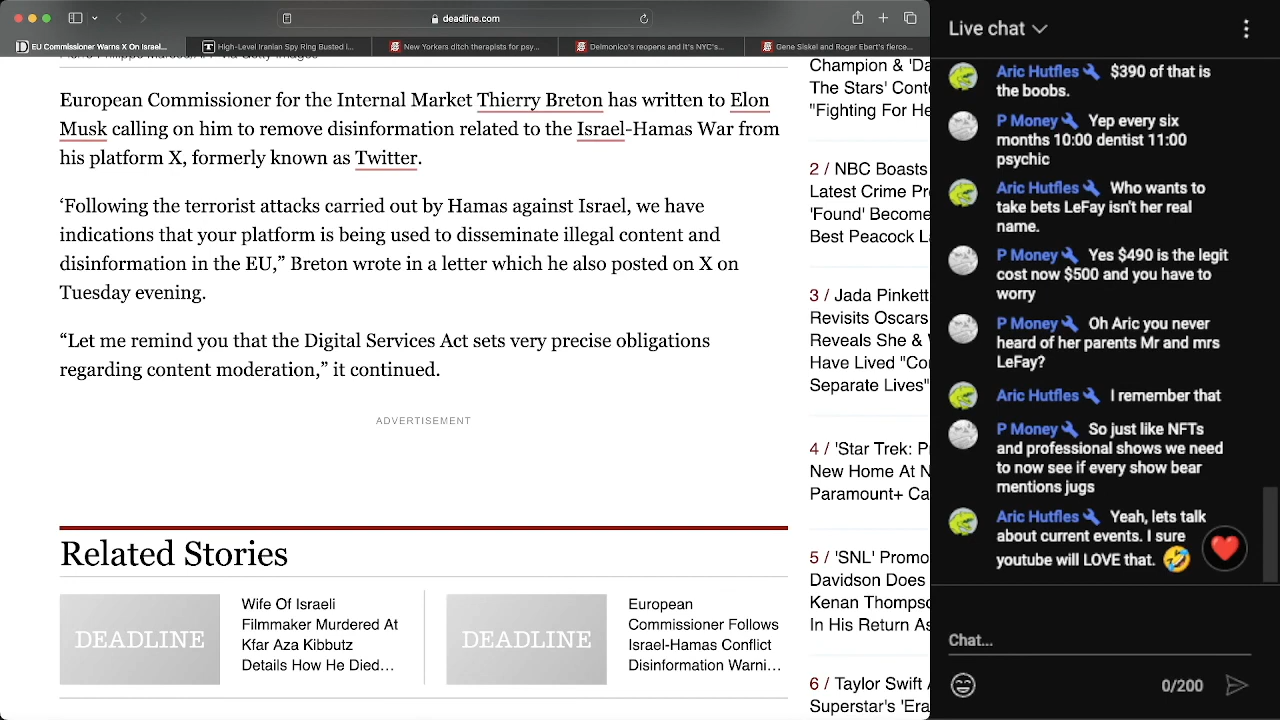 deadline.com
EU Commissioner Warns X On Israel...
High-Level Iranian Spy Ring Busted i...
New Yorkers ditch therapists for psy...
Delmonico's reopens and it's NYC's...
Gene Siskel and Roger Ebert's fierce...
European Commissioner for the Internal Market Thierry Breton has written to Elon
Musk calling on him to remove disinformation related to the Israel-Hamas War from
his platform X, formerly known as Twitter.
‘Following the terrorist attacks carried out by Hamas against Israel, we have
indications that your platform is being used to disseminate illegal content and
disinformation in the EU,” Breton wrote in a letter which he also posted on X on
Tuesday evening.
“Let me remind you that the Digital Services Act sets very precise obligations
regarding content moderation,” it continued.
ADVERTISEMENT
Related Stories
DEADLINE
Wife Of Israeli
Filmmaker Murdered At
Kfar Aza Kibbutz
Details How He Died...
DEADLINE
European
Commissioner Follows
Israel-Hamas Conflict
Disinformation Warni...
Champion & 'Da
The Stars' Cont
"Fighting For He
2 / NBC Boasts
Latest Crime Pr
'Found' Become
Best Peacock L
3 / Jada Pinkett
Revisits Oscars
Reveals She &
Have Lived "Co
Separate Lives"
4 / 'Star Trek: P
New Home At N
Paramount+ Ca
5 / 'SNL' Promo
Davidson Does
Kenan Thomps
In His Return As
6 / Taylor Swift
Superstar's 'Era
Live chat
Aric Hutfles $390 of that is
the boobs.
P Money Yep every six
months 10:00 dentist 11:00
psychic
Aric Hutfles Who wants to
take bets LeFay isn't her real
name.
P Money Yes $490 is the legit
cost now $500 and you have to
worry
P Money Oh Aric you never
heard of her parents Mr and mrs
LeFay?
Aric Hutfles I remember that
P Money So just like NFTs
and professional shows we need
to now see if every show bear
mentions jugs
Aric Hutfles Yeah, lets talk
about current events. I sure
youtube will LOVE that. 🤣
Chat...
0/200